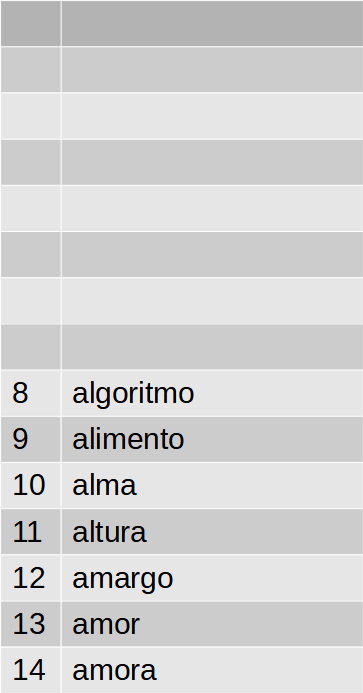 8 algoritmo
9 alimento
10 alma
11 altura
12 amargo
13 amor
14 amora